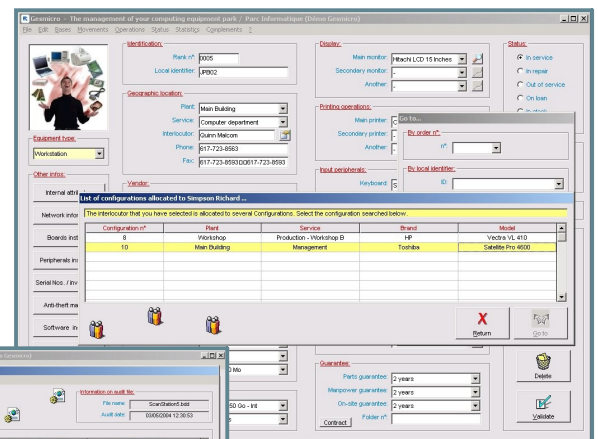 Gesmicro - The management of your computing equipment park / Parc Informatique (Démo Gesmicro)
File Edit Bases Movements Operations Status Statistics Complements ?
Identification:
Rank n°: 0005
Local identifier: JPB02
Display:
Main monitor: Hitachi LCD 15 Inches
Secondary monitor: -
Another: -
Status:
In service
In repair
Out of service
On loan
In stock
Geographic location:
Plant: Main Building
Service: Computer department
Interlocutor: Quinn Malcom
Phone: 617-723-8563
Fax: 617-723-8593□□617-723-8593
Printing operations:
Main printer: C
Secondary printer: -
Another: -
Go to...
By order n°:
n°:
By local identifier:
ID:
Equipment type:
Workstation
Input peripherals:
Keyboard: S
Other infos:
Internal attri
Network infor
Boards inst
Peripherals ins
Serial Nos. / inv
Anti-theft ma
Software in
Vendor:
List of configurations allocated to Simpson Richard ...
The interlocutor that you have selected is allocated to several Configurations. Select the configuration searched below.
Configuration n° Plant Service Brand Model
8 Workshop Production - Workshop B HP Vectra VL 410
10 Main Building Management Toshiba Satellite Pro 4600
Return
Go to
0 Mo
50 Go - Int
s
Guarantee:
Parts guarantee: 2 years
Manpower guarantee: 2 years
On-site guarantee: 2 years
Folder n°:
Contract
Delete
Validate
Gesmicro)
Information on audit file:
File name: ScanStation5.bdd
Audit date: 03/05/2004 12:30:53